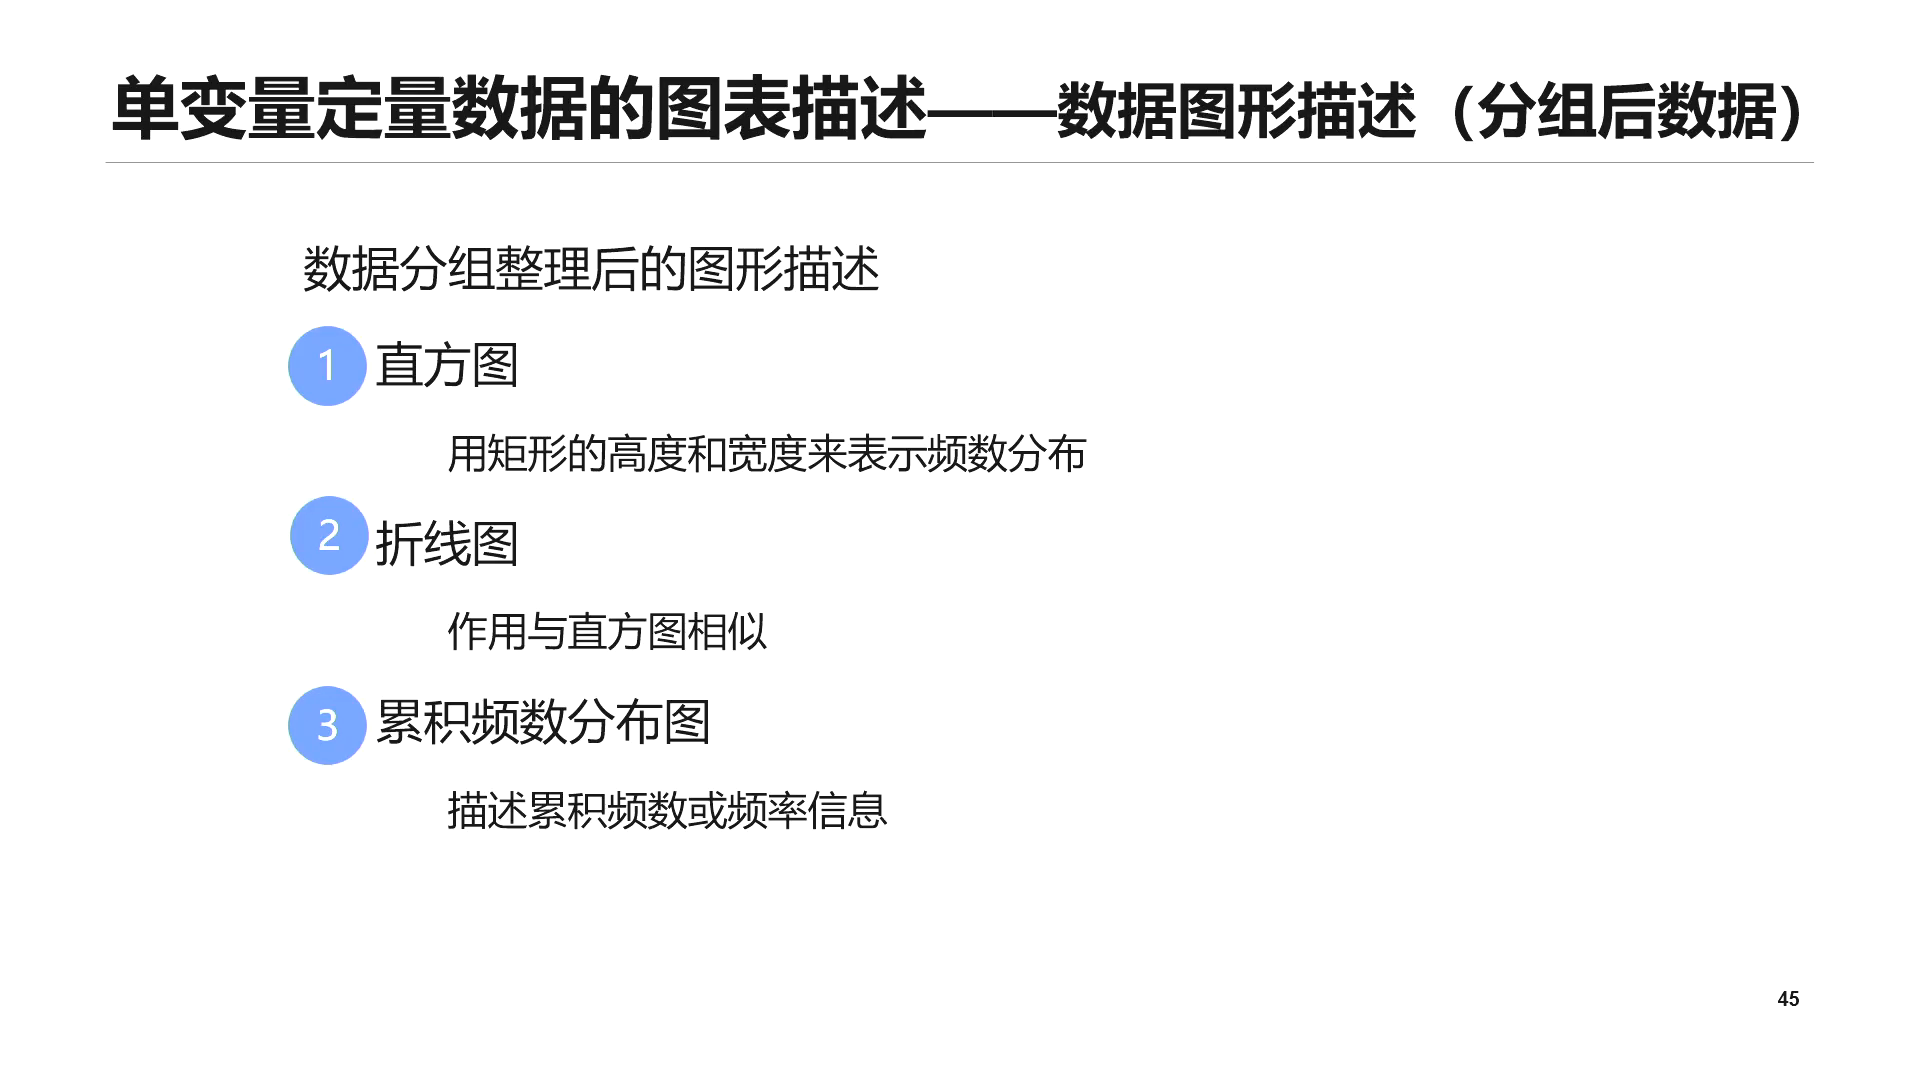 单变量定量数据的图表描述——数据图形描述（分组后数据）
数据分组整理后的图形描述
1 直方图
用矩形的高度和宽度来表示频数分布
2 折线图
作用与直方图相似
3 累积频数分布图
描述累积频数或频率信息
45